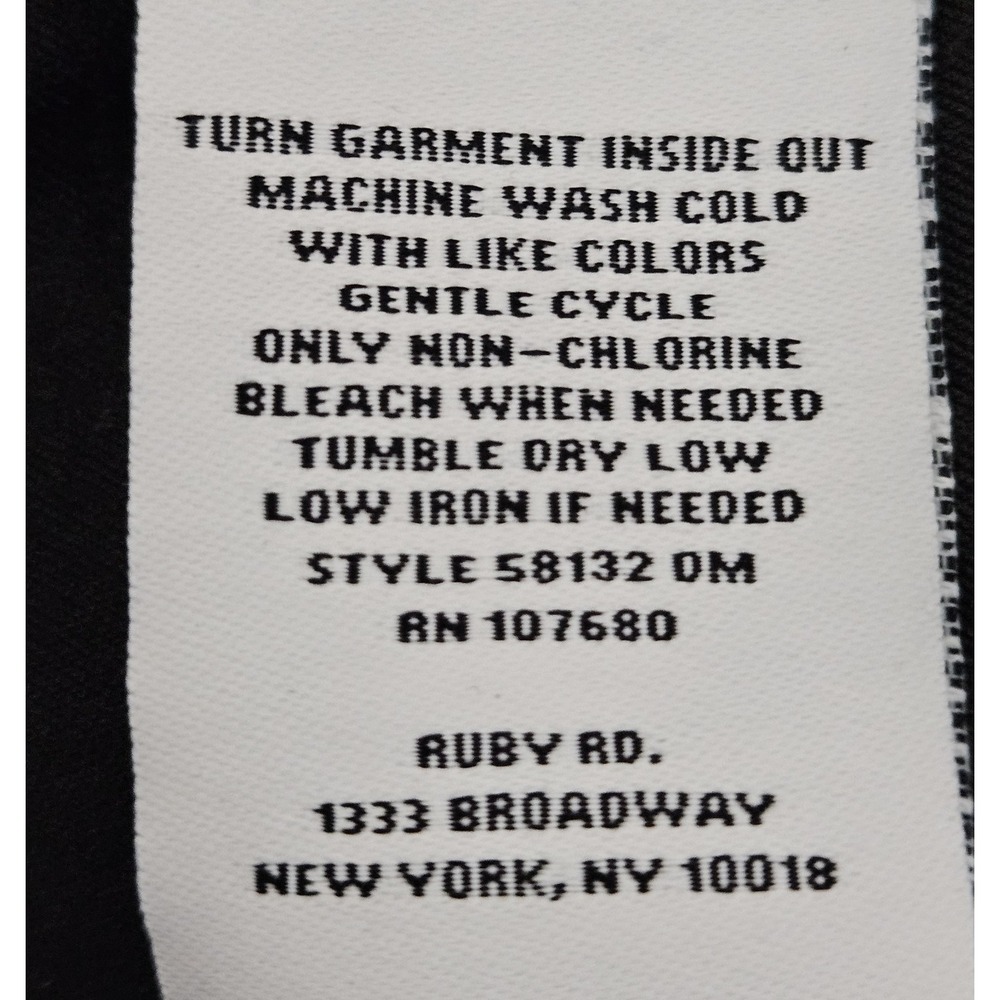 TURN GARMENT INSIDE OUT
MACHINE WASH COLD
WITH LIKE COLORS
GENTLE CYCLE
ONLY NON-CHLORINE
BLEACH WHEN NEEDED
TUMBLE DRY LOW
LOW IRON IF NEEDED
STYLE 58132 DM
RN 107680
RUBY RD.
1333 BROADWAY
NEW YORK, NY 10018